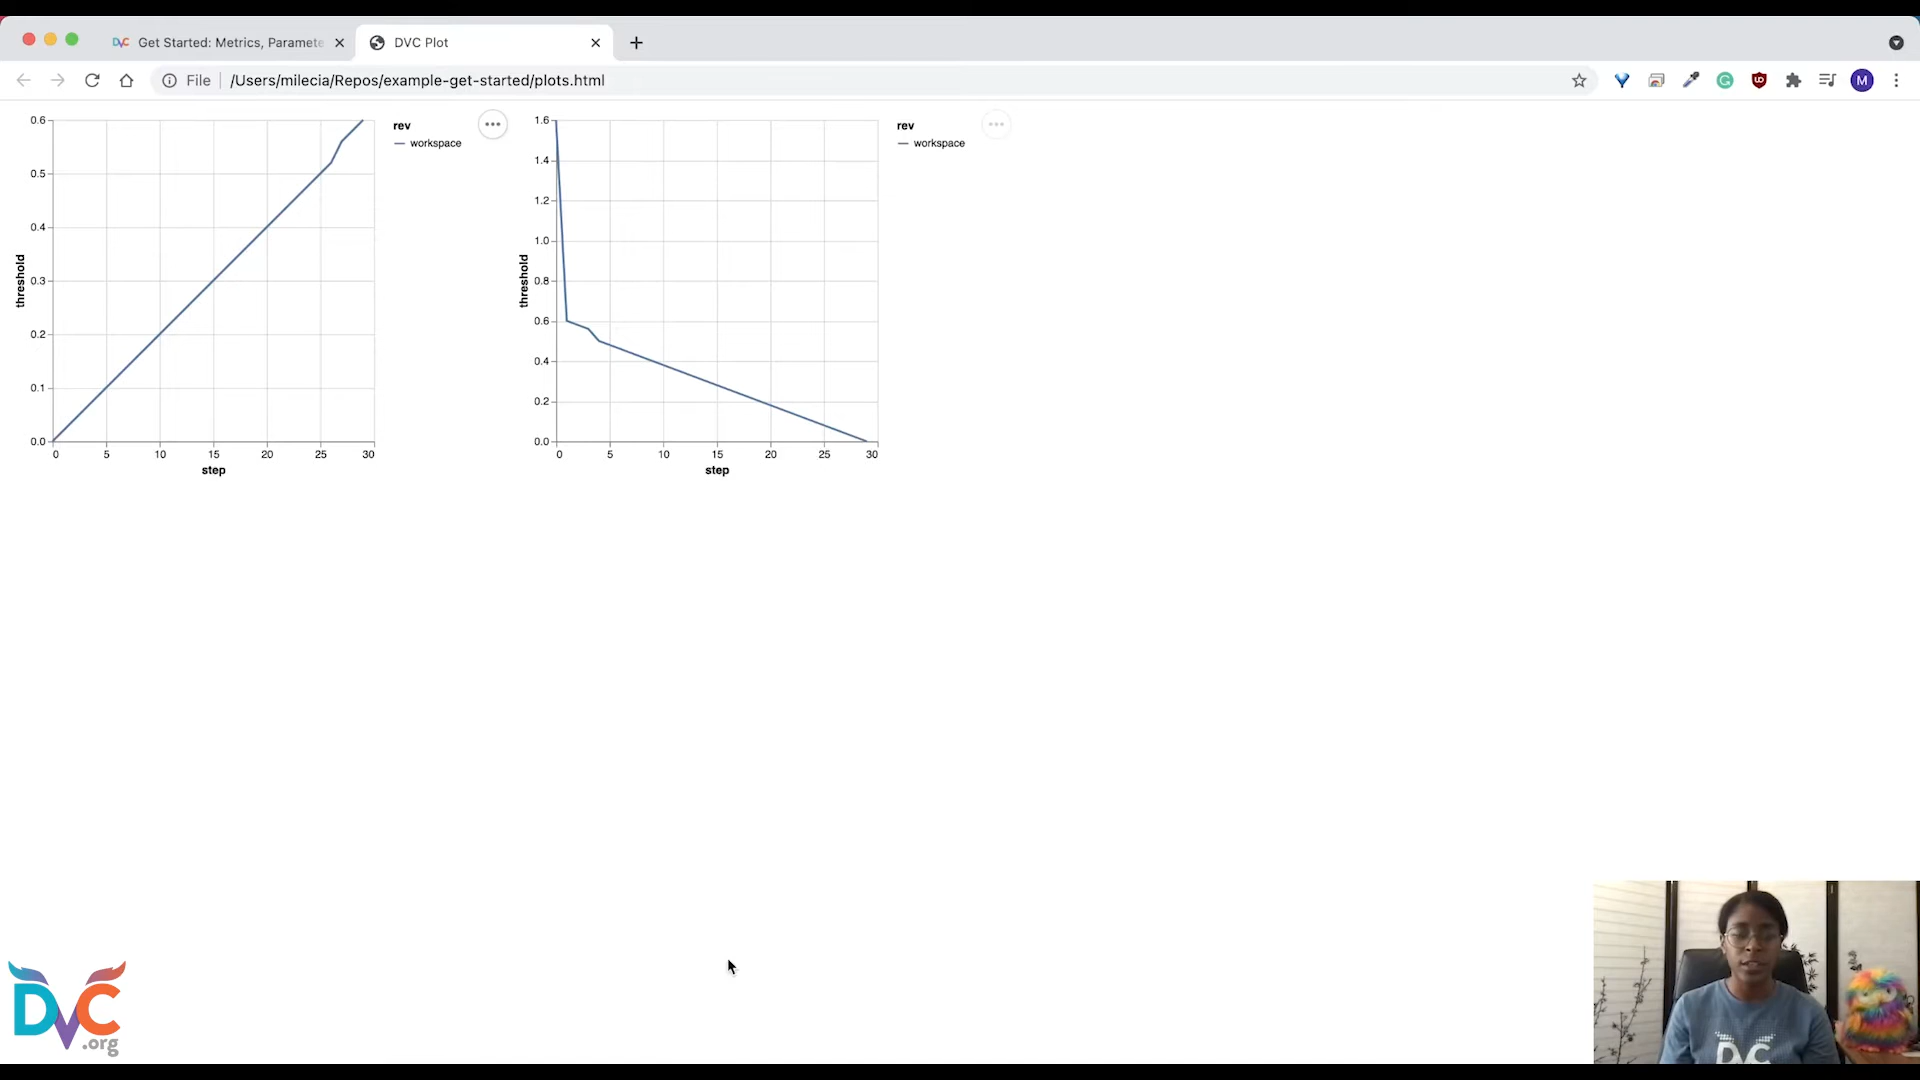 DVC Get Started: Metrics, Paramete
DVC Plot
File /Users/milecia/Repos/example-get-started/plots.html
M
0.6
0.5
0.4
0.3
0.2
0.1
0.0
threshold
0 5 10 15 20 25 30
step
rev
workspace
1.6
1.4
1.2
1.0
0.8
0.6
0.4
0.2
0.0
threshold
0 5 10 15 20 25 30
step
rev
workspace
DVC
.org
DVC